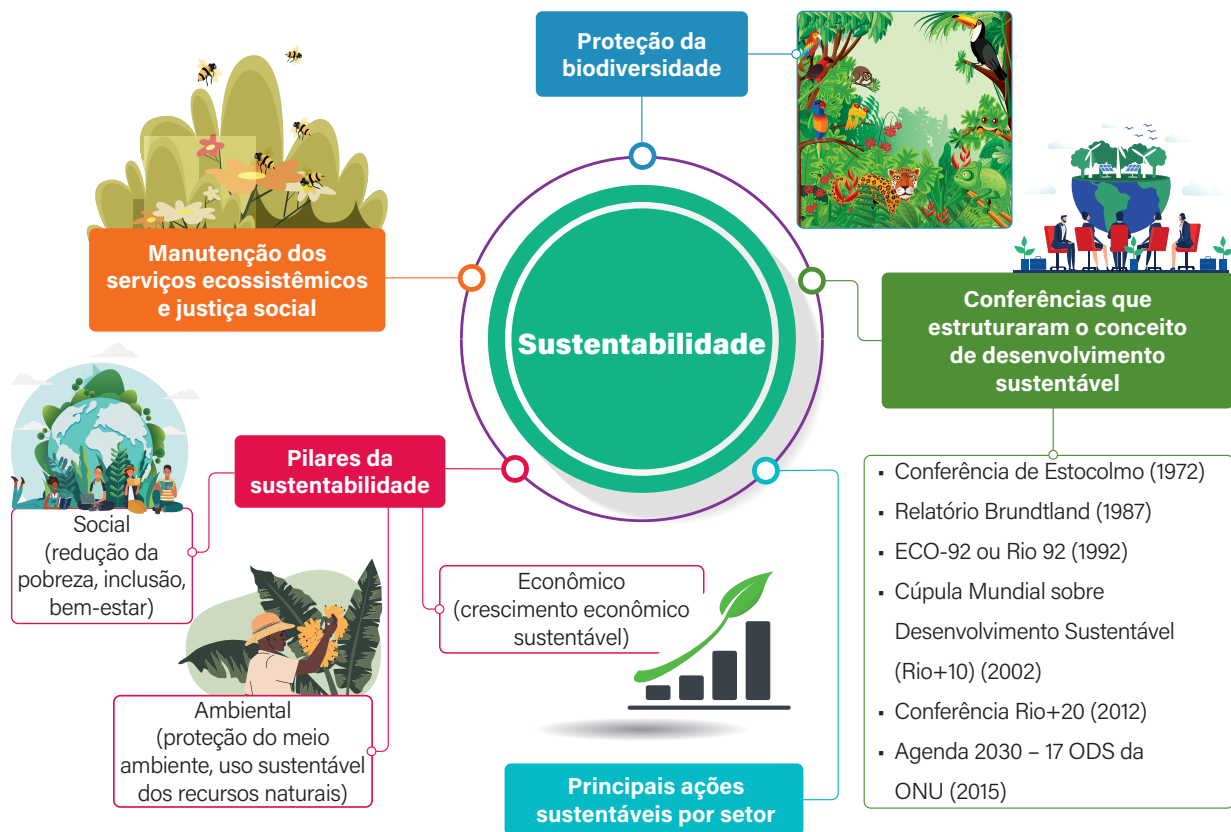 Proteção da
biodiversidade
Manutenção dos
serviços ecossistêmicos
e justiça social
Sustentabilidade
Conferências que
estruturaram o conceito
de desenvolvimento
sustentável
Pilares da
sustentabilidade
Social
(redução da
pobreza, inclusão,
bem-estar)
Econômico
(crescimento econômico
sustentável)
Ambiental
(proteção do meio
ambiente, uso sustentável
dos recursos naturais)
▪ Conferência de Estocolmo (1972)
▪ Relatório Brundtland (1987)
▪ ECO-92 ou Rio 92 (1992)
▪ Cúpula Mundial sobre
Desenvolvimento Sustentável
(Rio+10) (2002)
▪ Conferência Rio+20 (2012)
▪ Agenda 2030 – 17 ODS da
ONU (2015)
Principais ações
sustentáveis por setor